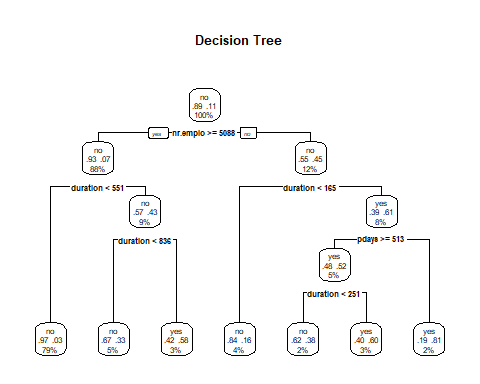 Decision Tree
no
.89 .11
100%
yes nr.emplo >= 5088 no
no
.93 .07
88%
no
.55 .45
12%
duration < 551
duration < 165
no
.57 .43
9%
yes
.39 .61
8%
duration < 836
pdays >= 513
yes
.48 .52
5%
duration < 251
no
.97 .03
79%
no
.67 .33
5%
yes
.42 .58
3%
no
.84 .16
4%
no
.62 .38
2%
yes
.40 .60
3%
yes
.19 .81
2%